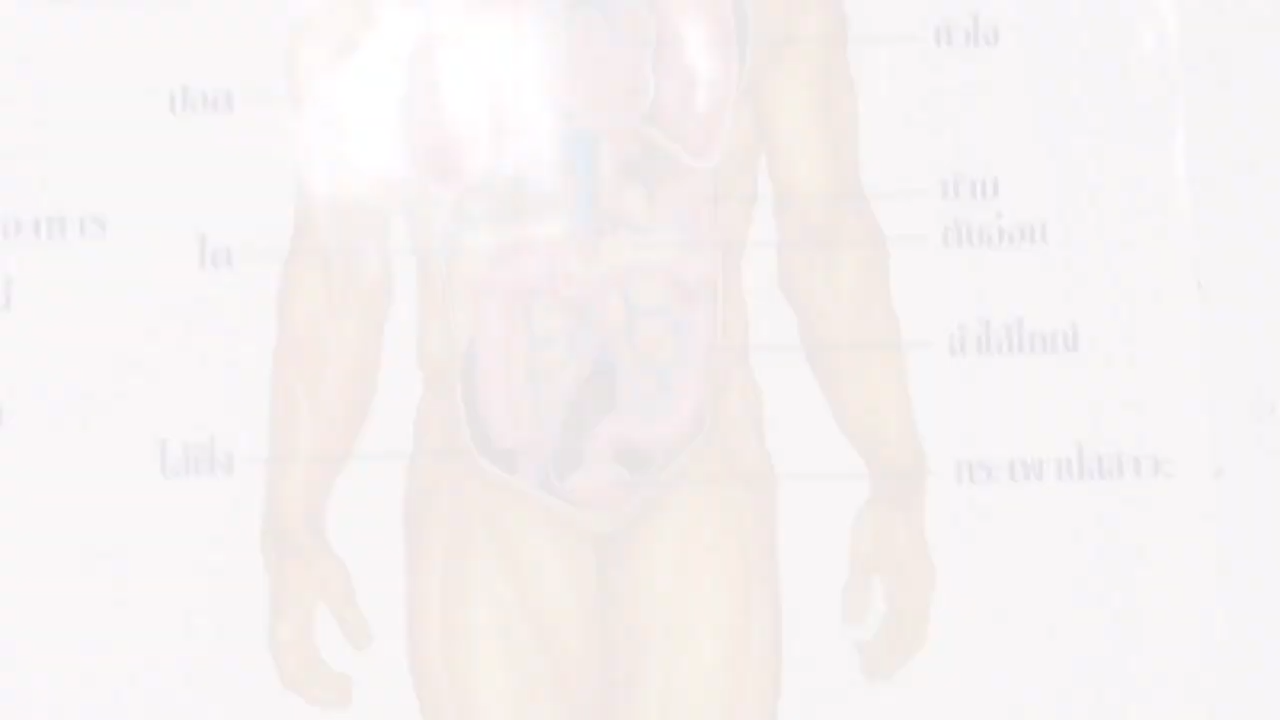 หัวใจ
ปอด
ม้าม
ตับอ่อน
ไต
ลำไส้ใหญ่
ไส้ติ่ง
กระเพาะปัสสาวะ